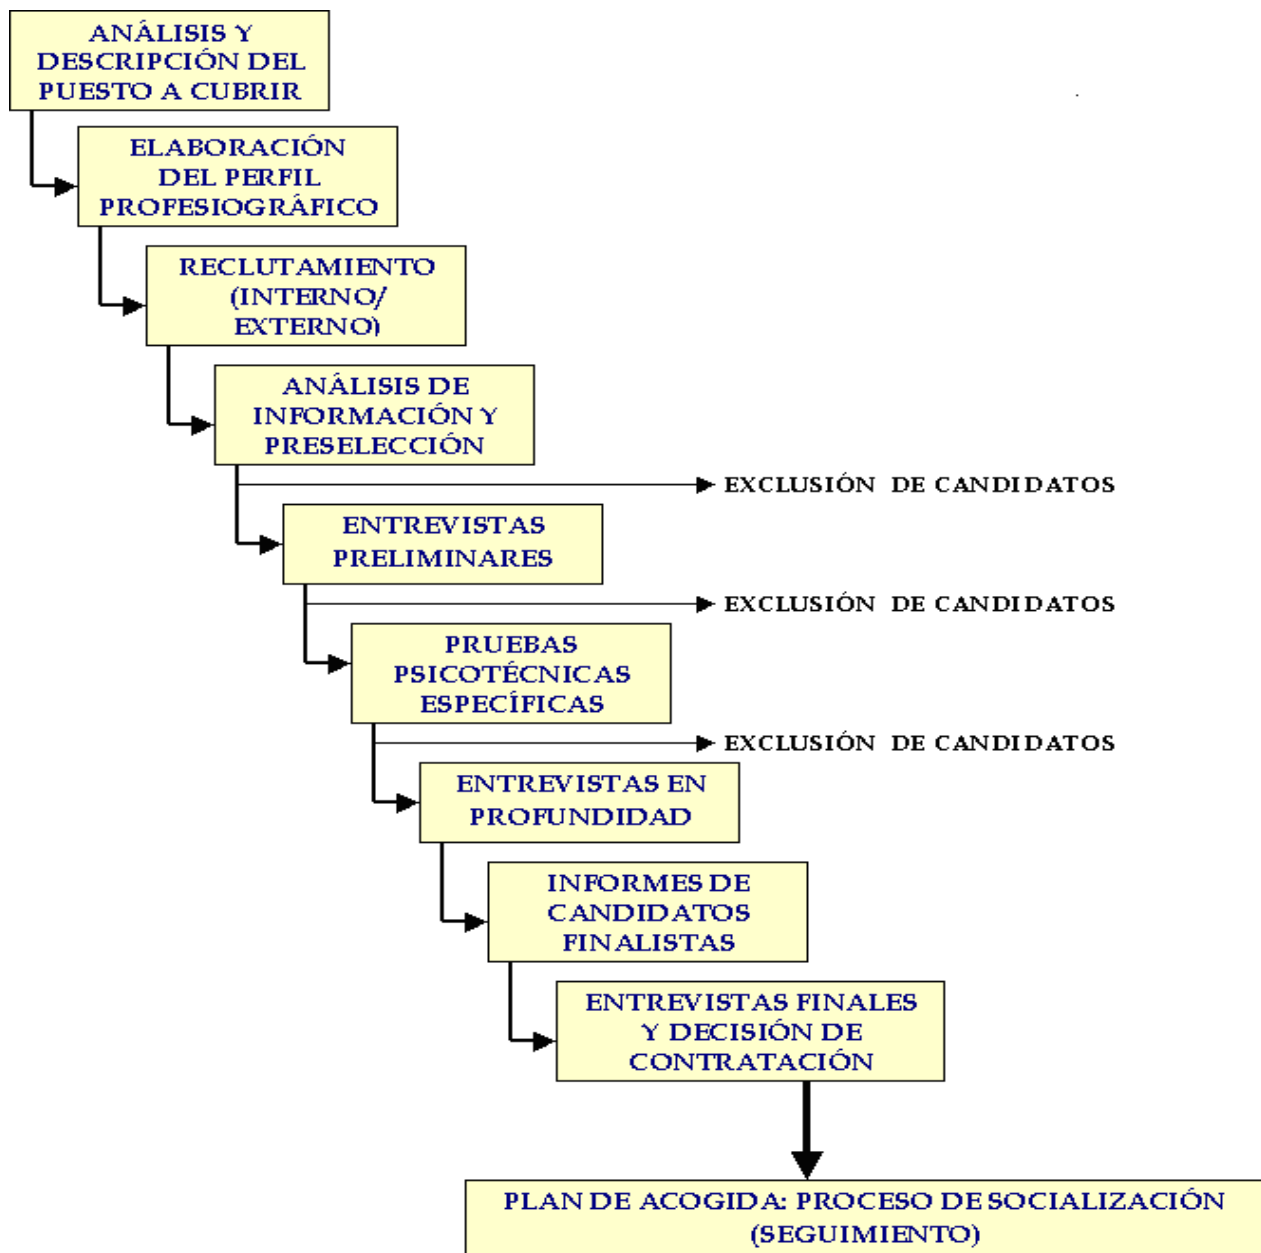 ANÁLISIS Y
DESCRIPCIÓN DEL
PUESTO A CUBRIR
ELABORACIÓN
DEL PERFIL
PROFESIOGRÁFICO
RECLUTAMIENTO
(INTERNO/
EXTERNO)
ANÁLISIS DE
INFORMACIÓN Y
PRESELECCIÓN
EXCLUSIÓN DE CANDIDATOS
ENTREVISTAS
PRELIMINARES
EXCLUSIÓN DE CANDIDATOS
PRUEBAS
PSICOTÉCNICAS
ESPECÍFICAS
EXCLUSIÓN DE CANDIDATOS
ENTREVISTAS EN
PROFUNDIDAD
INFORMES DE
CANDIDATOS
FINALISTAS
ENTREVISTAS FINALES
Y DECISIÓN DE
CONTRATACIÓN
PLAN DE ACOGIDA: PROCESO DE SOCIALIZACIÓN
(SEGUIMIENTO)